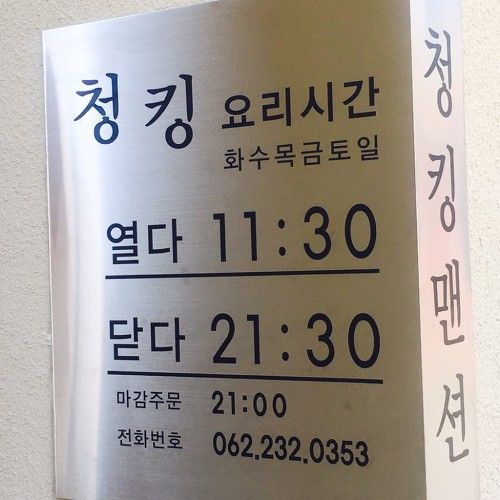 청킹 요리시간
화수목금토일
열다 11:30
닫다 21:30
마감주문 21:00
전화번호 062.232.0353
청킹맨션